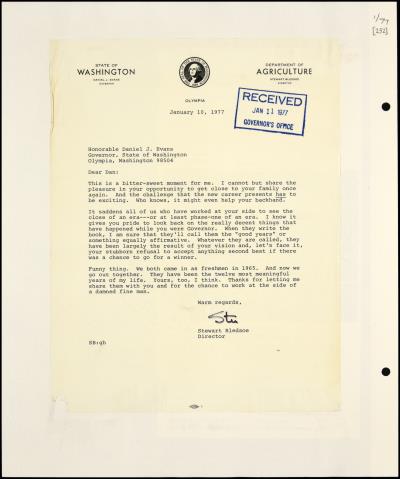 1/77
[252]
STATE OF
WASHINGTON
DANIEL J. EVANS
GOVERNOR
DEPARTMENT OF
AGRICULTURE
STEWART BLEDSOE
DIRECTOR
OLYMPIA
January 10, 1977
RECEIVED
JAN 11 1977
GOVERNOR'S OFFICE
Honorable Daniel J. Evans
Governor, State of Washington
Olympia, Washington 98504
Dear Dan:
This is a bitter-sweet moment for me. I cannot but share the
pleasure in your opportunity to get close to your family once
again. And the challenge that the new career presents has to
be exciting. Who knows, it might even help your backhand.
It saddens all of us who have worked at your side to see the
close of an era---or at least phase-one of an era. I know it
gives you pride to look back on the really decent things that
have happened while you were Governor. When they write the
book, I am sure that they'll call them the "good years" or
something equally affirmative. Whatever they are called, they
have been largely the result of your vision and, let's face it,
your stubborn refusal to accept anything second best if there
was a chance to go for a winner.
Funny thing. We both came in as freshmen in 1965. And now we
go out together. They have been the twelve most meaningful
years of my life. Yours, too, I think. Thanks for letting me
share them with you and for the chance to work at the side of
a damned fine man.
Warm regards,
Stu
Stewart Bledsoe
Director
SB:gh